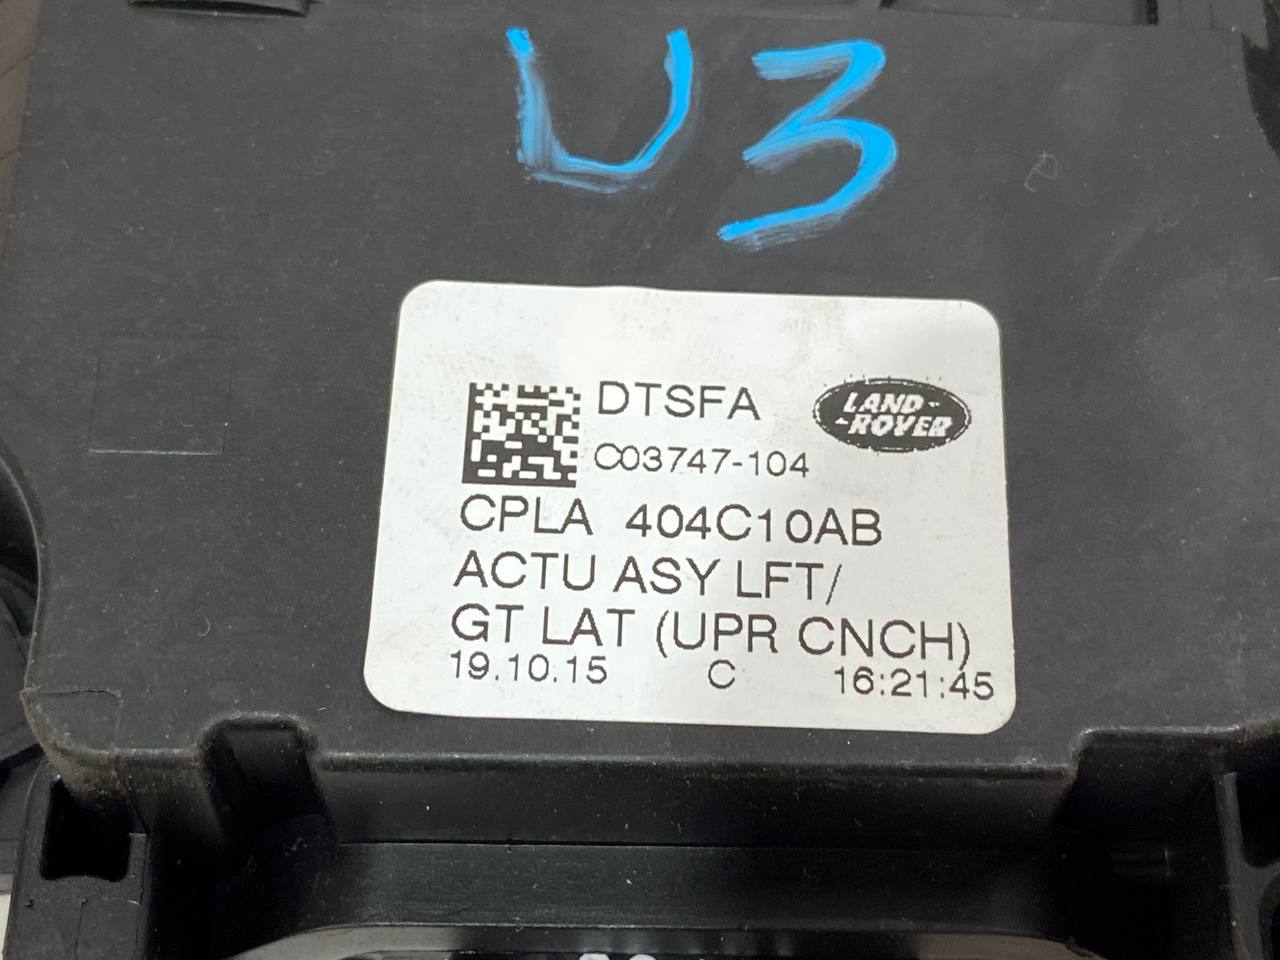 U3
DTSFA
LAND-
-ROVER
C03747-104
CPLA 404C10AB
ACTU ASY LFT/
GT LAT (UPR CNCH)
19.10.15 C 16:21:45